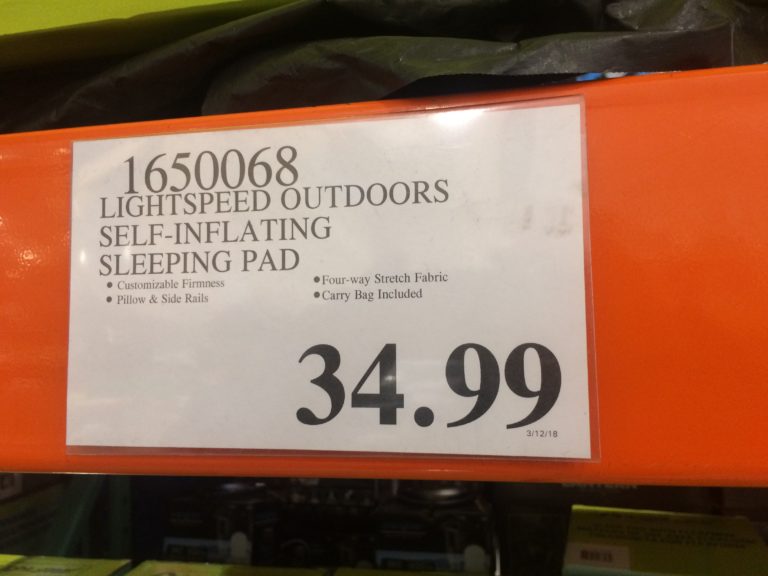 1650068
LIGHTSPEED OUTDOORS
SELF-INFLATING
SLEEPING PAD
• Customizable Firmness
• Pillow & Side Rails
• Four-way Stretch Fabric
• Carry Bag Included
34.99
3/12/18